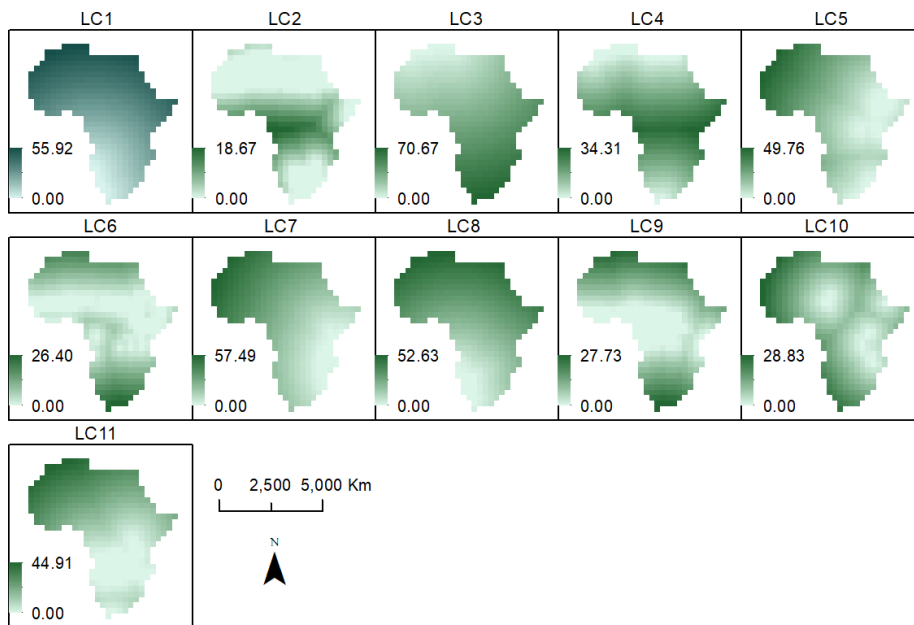 LC1 LC2 LC3 LC4 LC5
55.92 18.67 70.67 34.31 49.76
0.00 0.00 0.00 0.00 0.00
LC6 LC7 LC8 LC9 LC10
26.40 57.49 52.63 27.73 28.83
0.00 0.00 0.00 0.00 0.00
LC11
0 2,500 5,000 Km
N
44.91
0.00